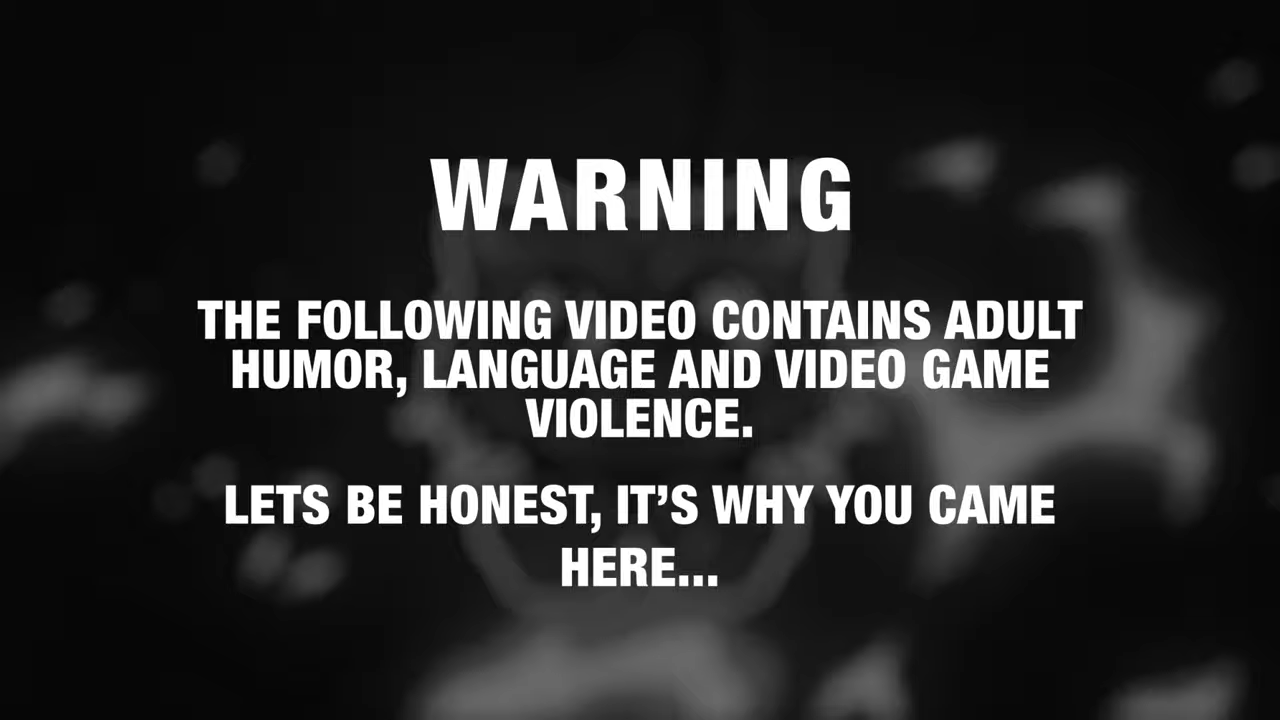 WARNING
THE FOLLOWING VIDEO CONTAINS ADULT
HUMOR, LANGUAGE AND VIDEO GAME
VIOLENCE.
LETS BE HONEST, IT’S WHY YOU CAME
HERE...